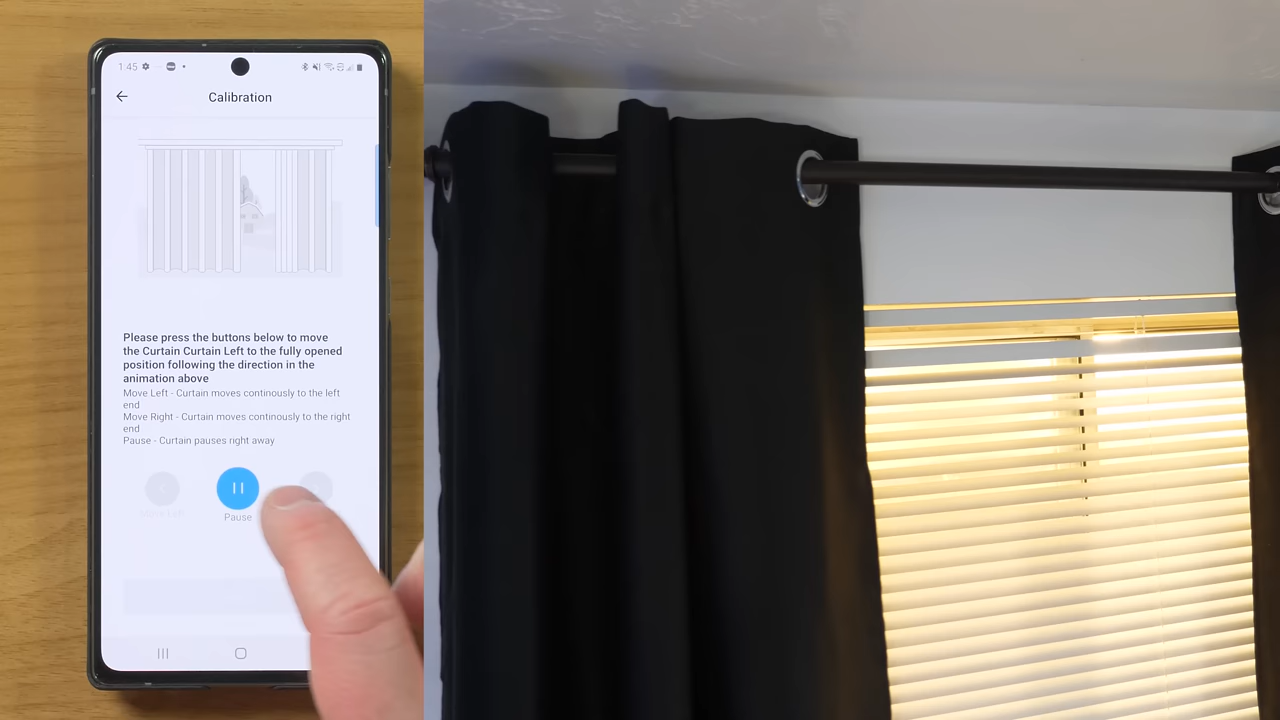 1:45
Calibration
Please press the buttons below to move
the Curtain Curtain Left to the fully opened
position following the direction in the
animation above
Move Left - Curtain moves continously to the left
end
Move Right - Curtain moves continously to the right
end
Pause - Curtain pauses right away
Move Left
Pause